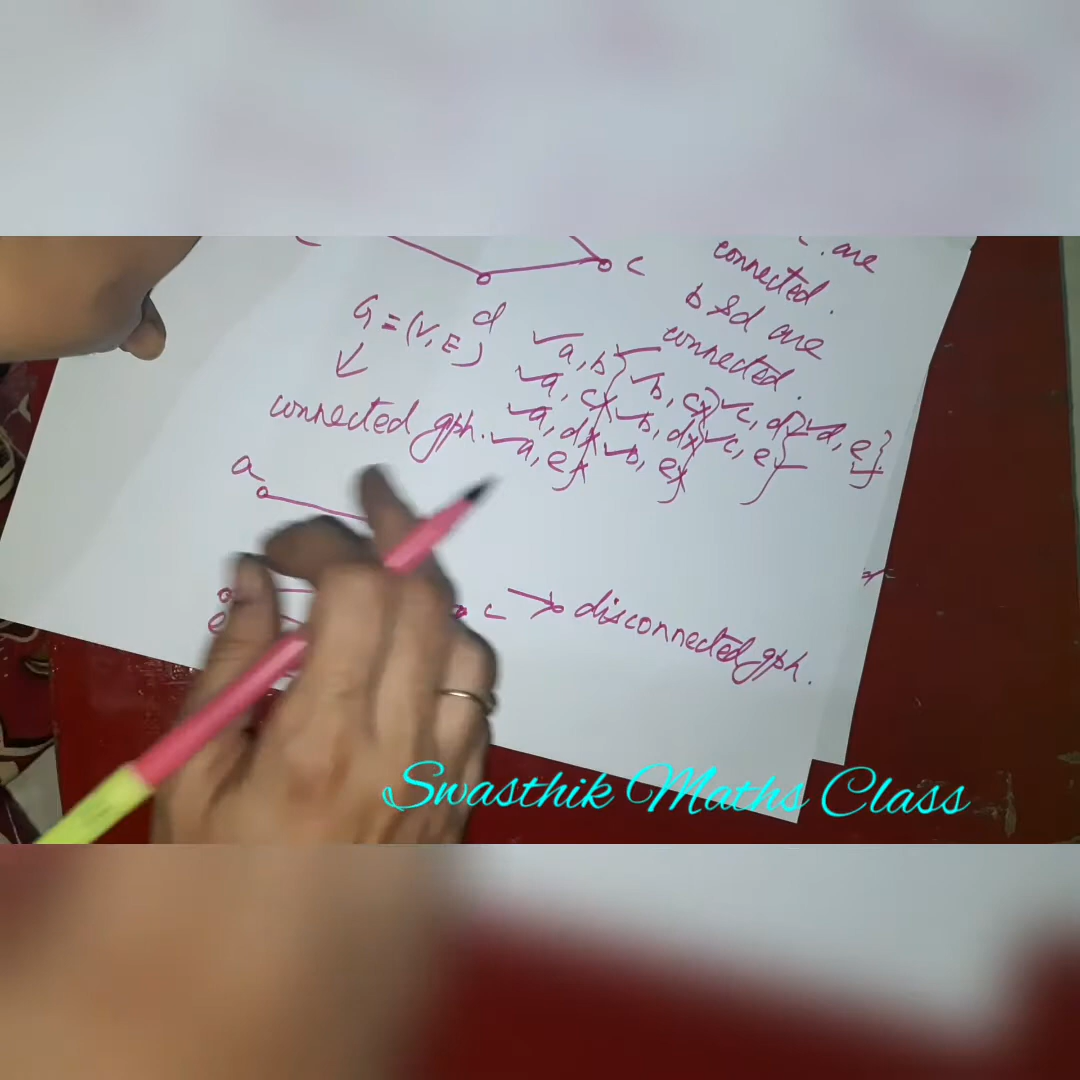 c
. are
connected.
b & d are
connected.
d
G = (V, E)
connected gph.
✓a, b}
✓a, c} ✓b, c}
✓a, d} ✓b, d} ✓c, d} ✓d, e}
✓a, e} ✓b, e} ✓c, e}
a
e
c → disconnected gph.
Swasthik Maths Class